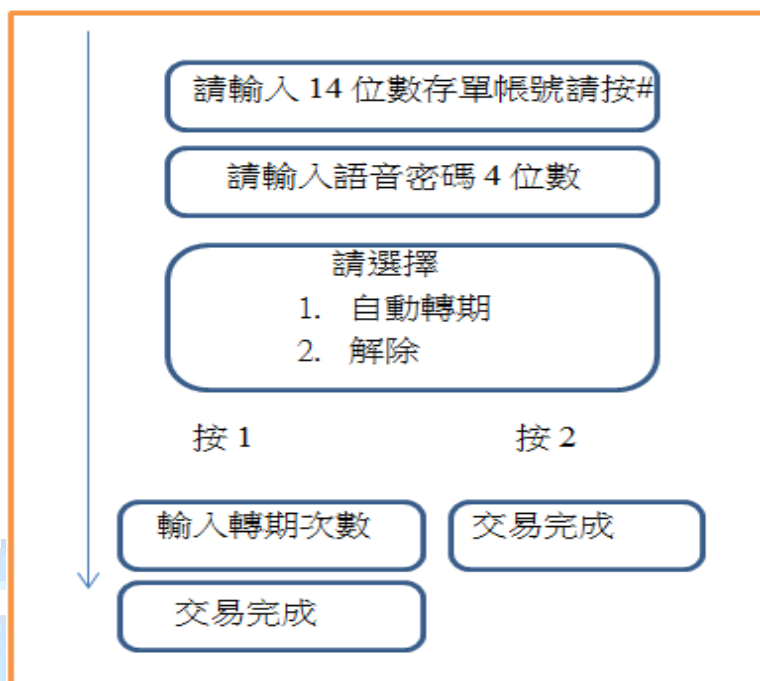 請輸入 14 位數存單帳號請按#
請輸入語音密碼 4 位數
請選擇
1. 自動轉期
2. 解除
按 1 按 2
輸入轉期次數 交易完成
交易完成